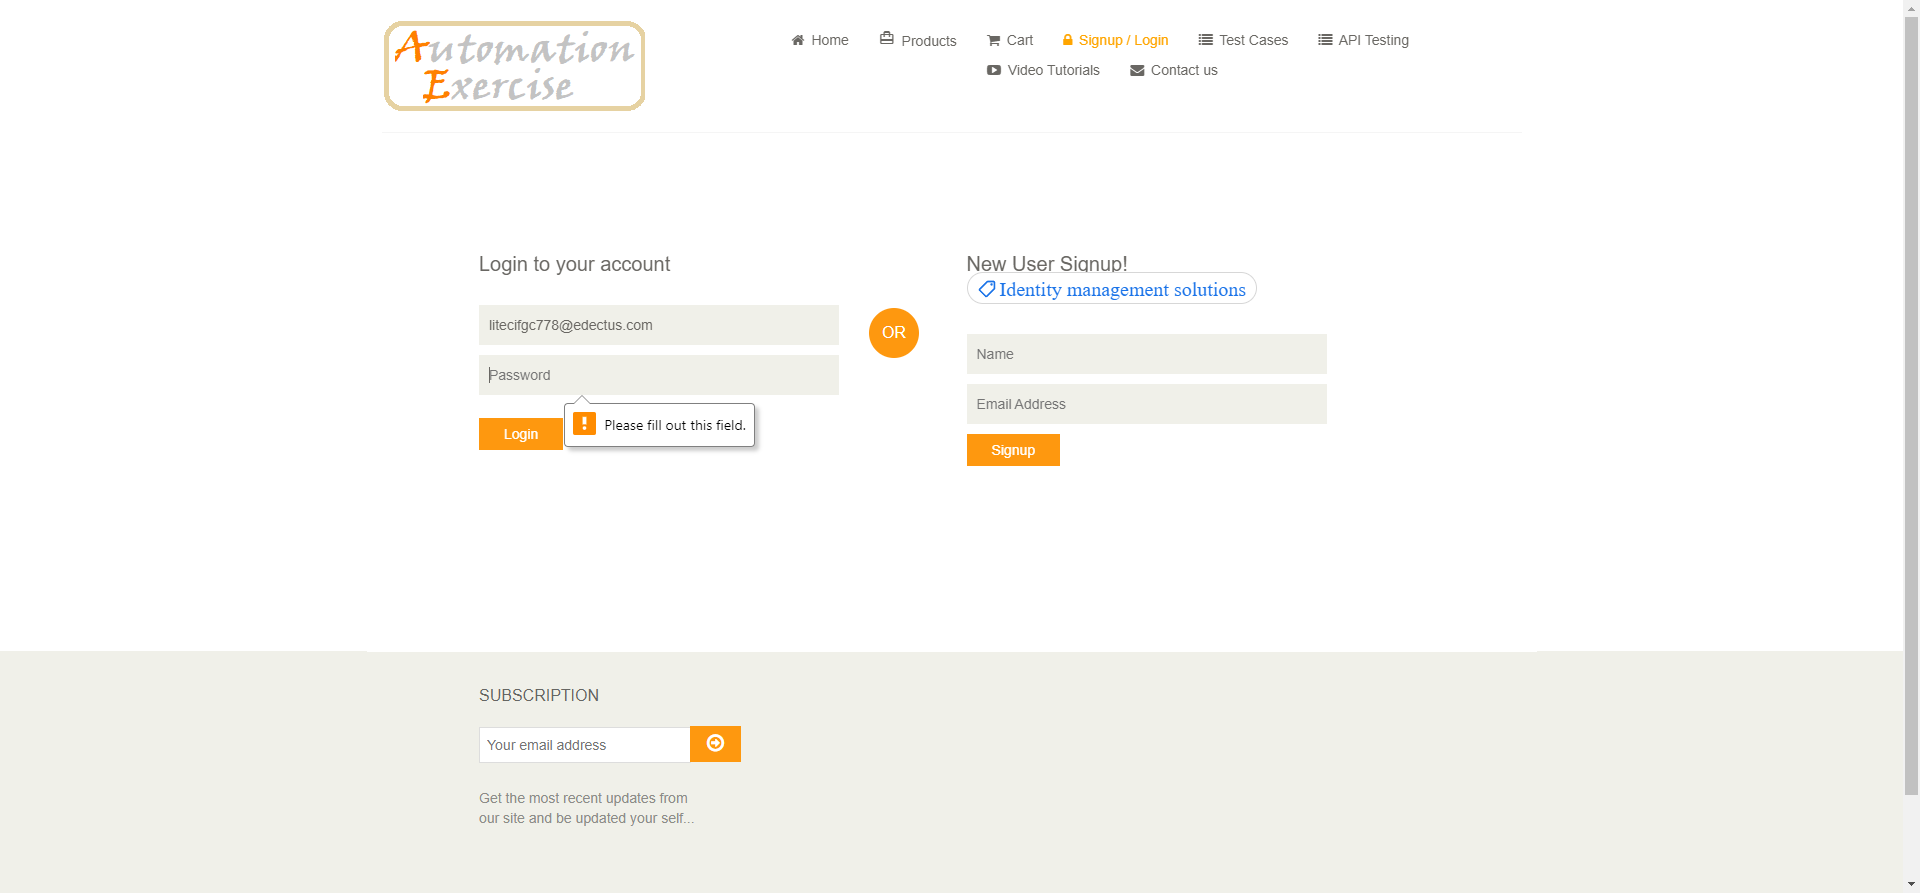 Automation
Exercise
Home
Products
Cart
Signup / Login
Test Cases
API Testing
Video Tutorials
Contact us
Login to your account
litecifgc778@edectus.com
Password
Please fill out this field.
Login
OR
New User Signup!
Identity management solutions
Name
Email Address
Signup
SUBSCRIPTION
Your email address
Get the most recent updates from
our site and be updated your self...